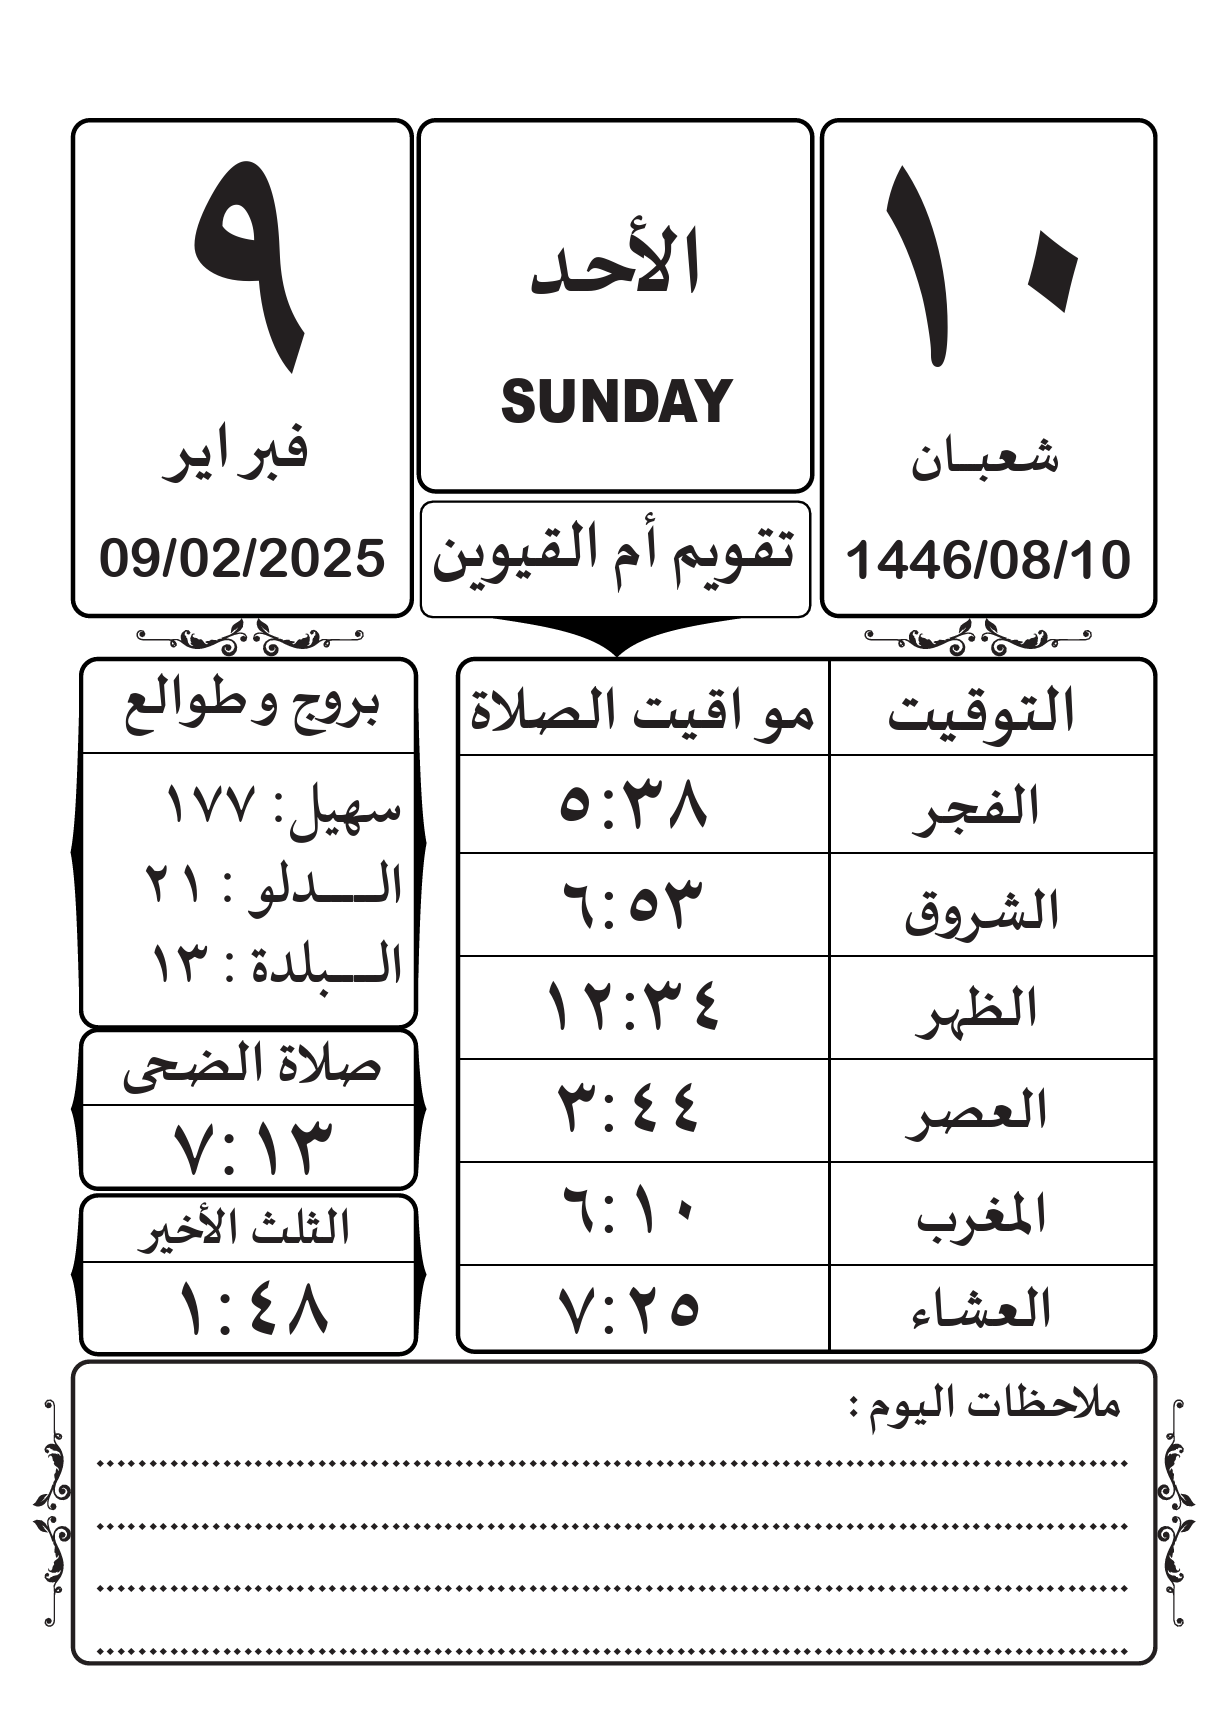 ١٠
شعبان
1446/08/10
الأحد
SUNDAY
تقويم أم القيوين
٩
فبراير
09/02/2025
التوقيت مواقيت الصلاة
الفجر ٥:٣٨
الشروق ٦:٥٣
الظهر ١٢:٣٤
العصر ٣:٤٤
المغرب ٦:١٠
العشاء ٧:٢٥
بروج وطوالع
سهيل: ١٧٧
الـــدلو : ٢١
الـــبلدة : ١٣
صلاة الضحى
٧:١٣
الثلث الأخير
١:٤٨
ملاحظات اليوم :